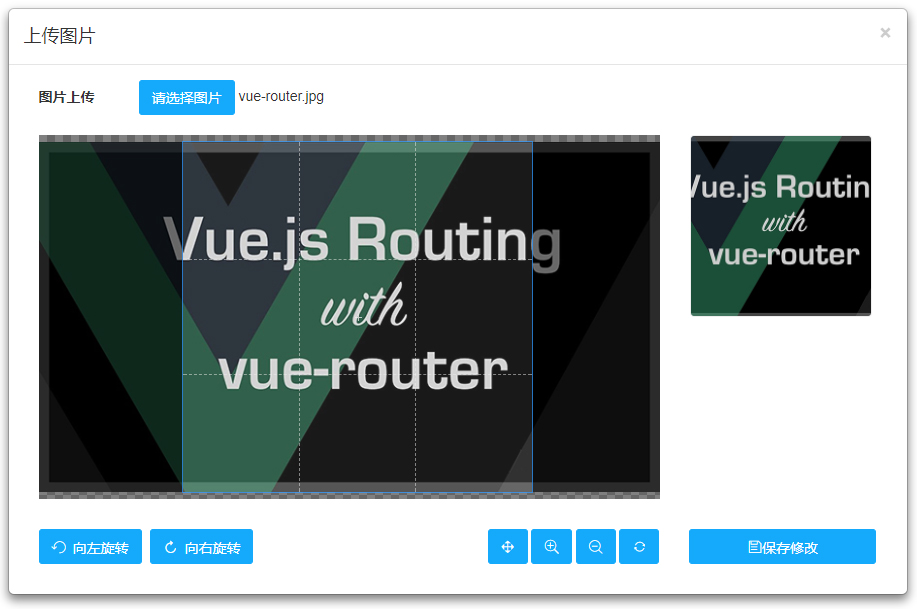 上传图片
×
图片上传
请选择图片 vue-router.jpg
Vue.js Routing
with
vue-router
Vue.js Routin
with
vue-router
向左旋转
向右旋转
保存修改